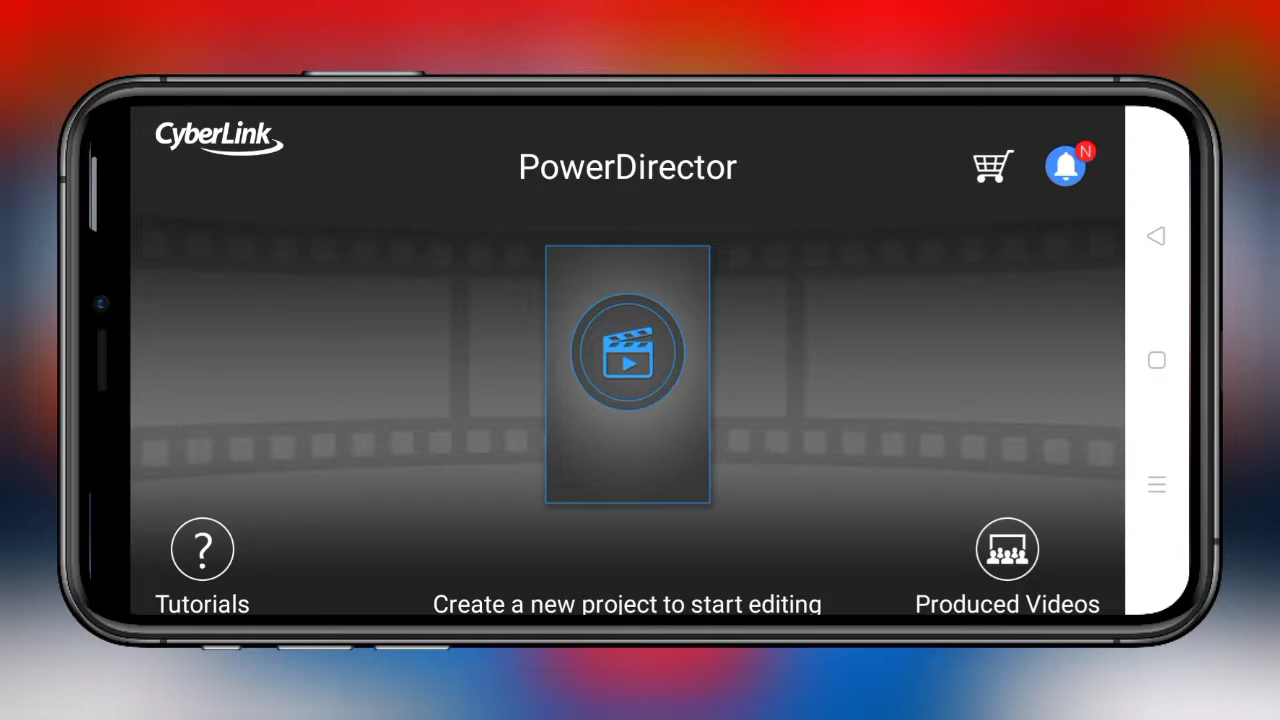 CyberLink
PowerDirector
N
?
Tutorials
Create a new project to start editing
Produced Videos